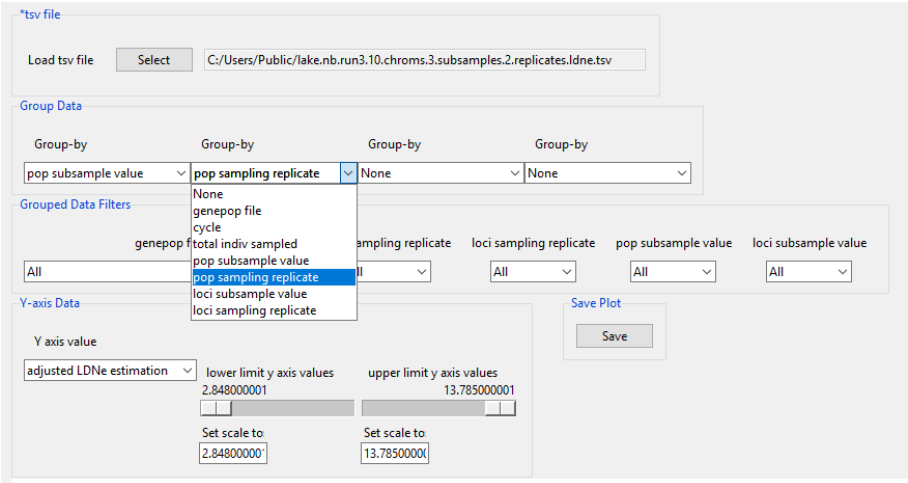 *tsv file
Load tsv file Select C:/Users/Public/lake.nb.run3.10.chroms.3.subsamples.2.replicates.ldne.tsv
Group Data
Group-by Group-by Group-by Group-by
pop subsample value pop sampling replicate None None
None
genepop file
cycle
total indiv sampled
pop subsample value
pop sampling replicate
loci subsample value
loci sampling replicate
Grouped Data Filters
genepop f ampling replicate loci sampling replicate pop subsample value loci subsample value
All ll All All All
Y-axis Data
Y axis value
adjusted LDNe estimation
lower limit y axis values upper limit y axis values
2.848000001 13.785000001
Set scale to: Set scale to:
2.84800000 13.7850000
Save Plot
Save